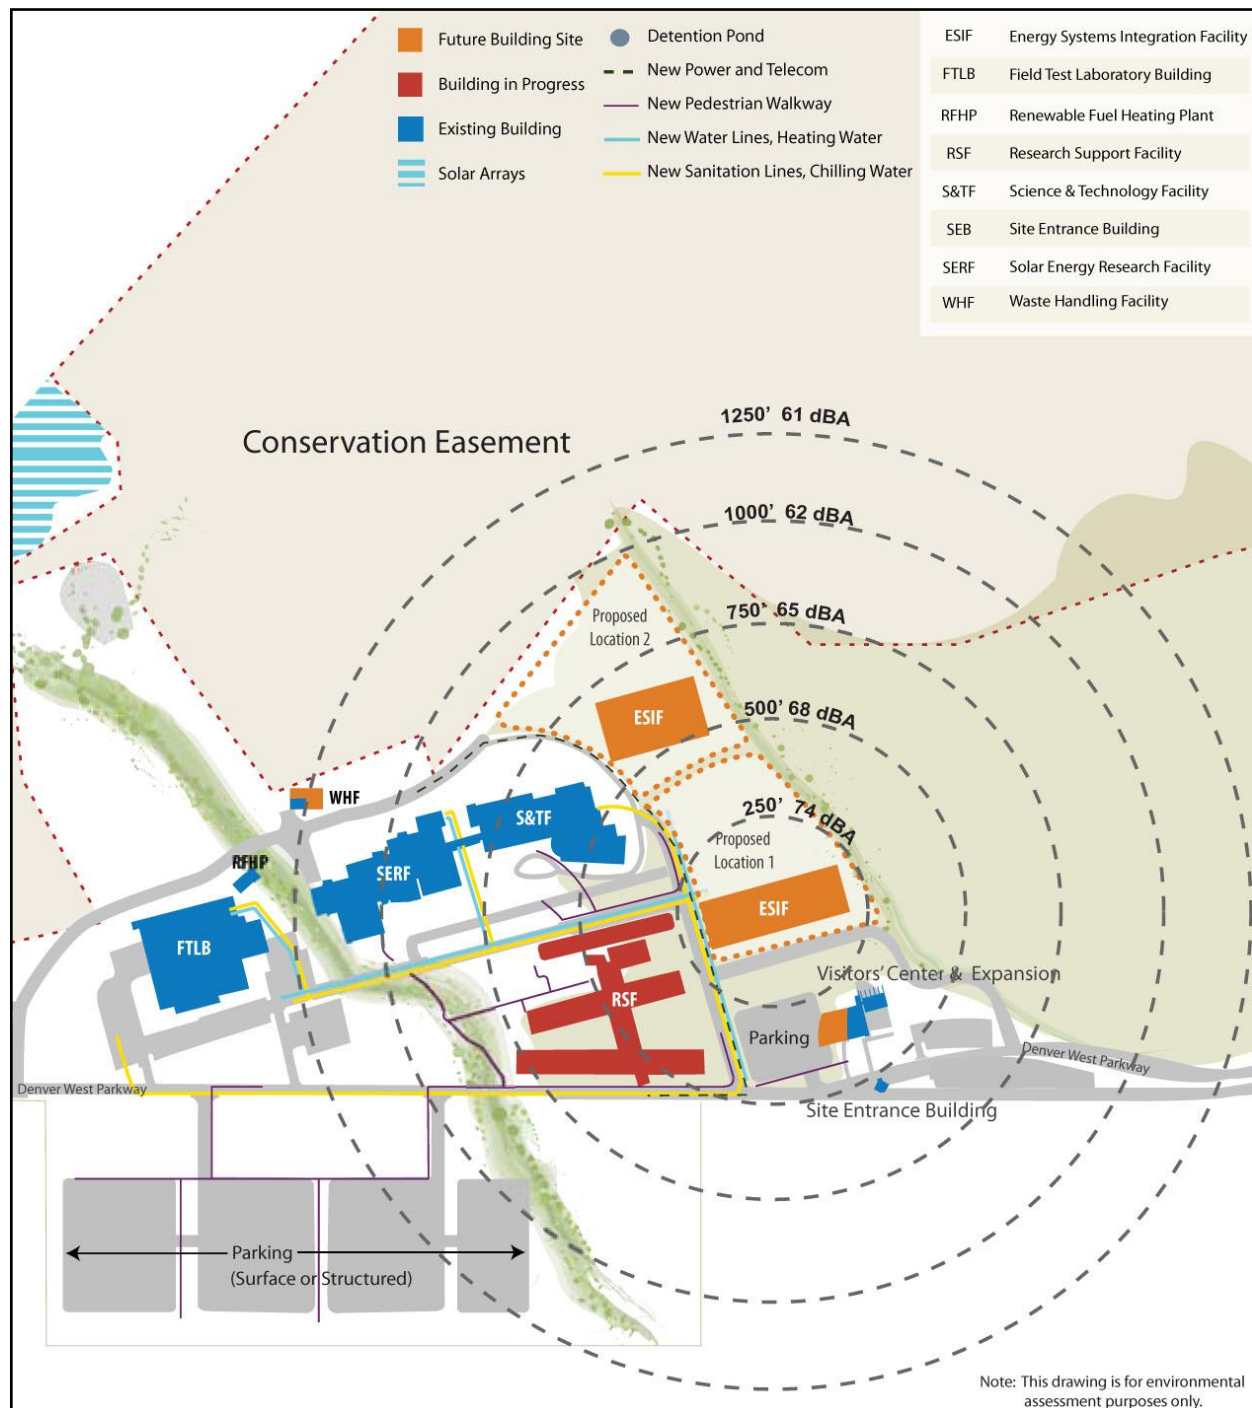 Future Building Site
Building in Progress
Existing Building
Solar Arrays
Detention Pond
New Power and Telecom
New Pedestrian Walkway
New Water Lines, Heating Water
New Sanitation Lines, Chilling Water
ESIF Energy Systems Integration Facility
FTLB Field Test Laboratory Building
RFHP Renewable Fuel Heating Plant
RSF Research Support Facility
S&TF Science & Technology Facility
SEB Site Entrance Building
SERF Solar Energy Research Facility
WHF Waste Handling Facility
1250' 61 dBA
Conservation Easement
1000' 62 dBA
750' 65 dBA
Proposed
Location 2
500' 68 dBA
ESIF
WHF
250' 74 dBA
S&TF
Proposed
Location 1
RFHP
SERF
ESIF
FTLB
Visitors' Center & Expansion
RSF
Parking
Denver West Parkway
Denver West Parkway
Site Entrance Building
Parking
(Surface or Structured)
Note: This drawing is for environmental
assessment purposes only.